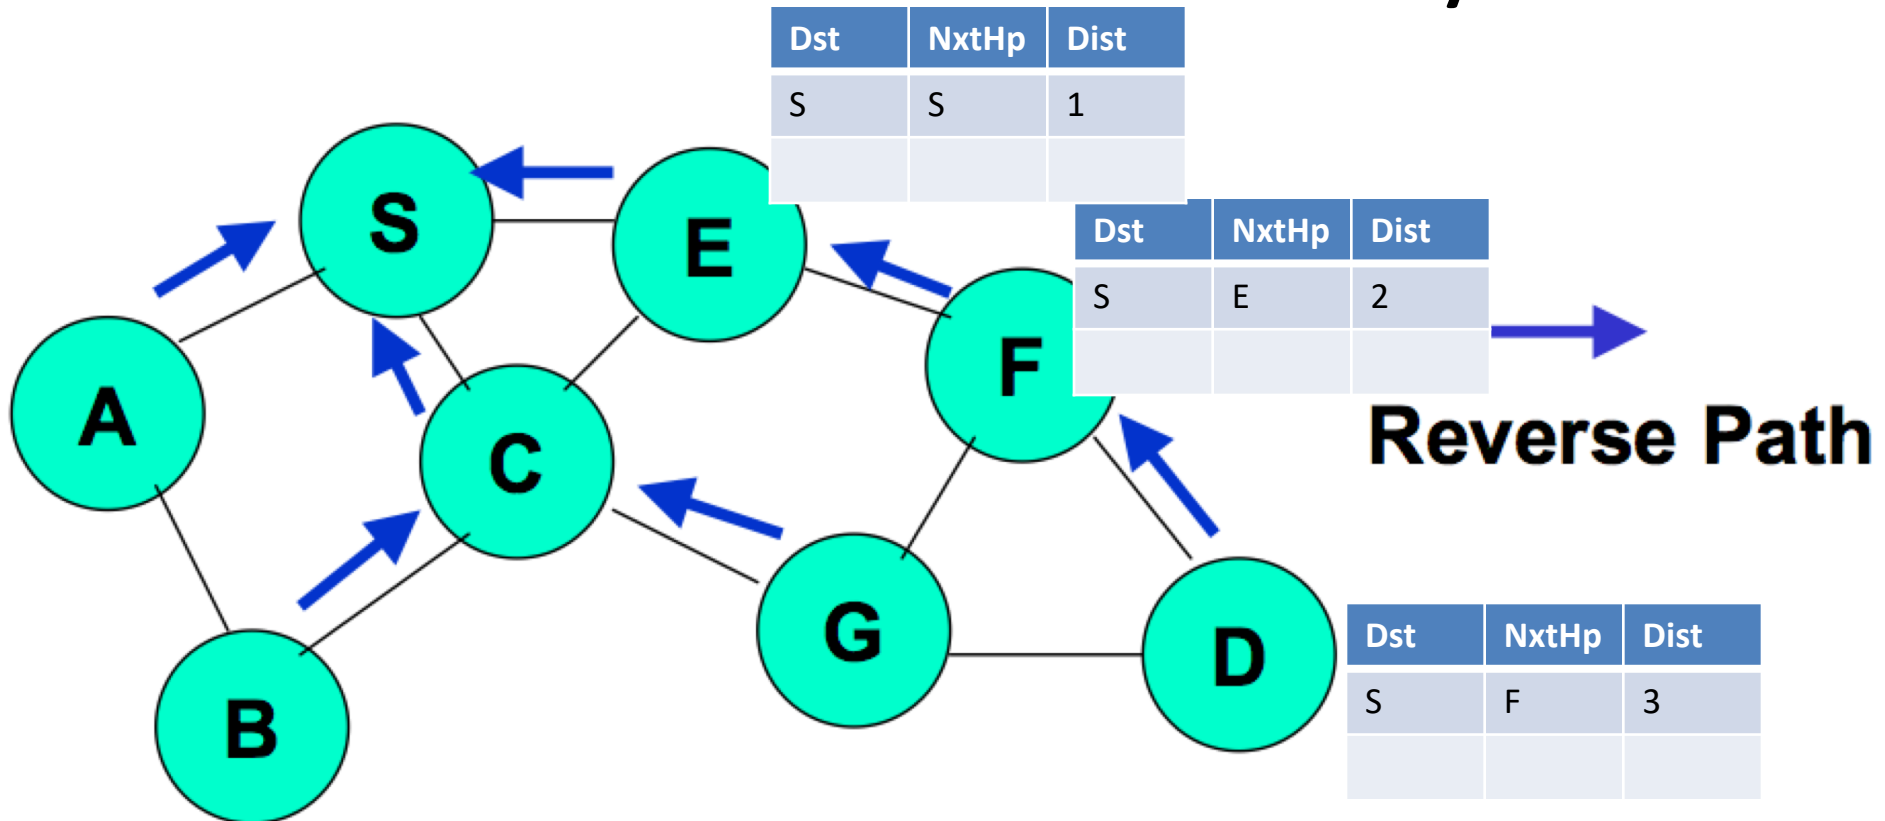 Dst NxtHp Dist
S S 1
S
E
Dst NxtHp Dist
S E 2
F
A
Reverse Path
C
G
D
Dst NxtHp Dist
S F 3
B